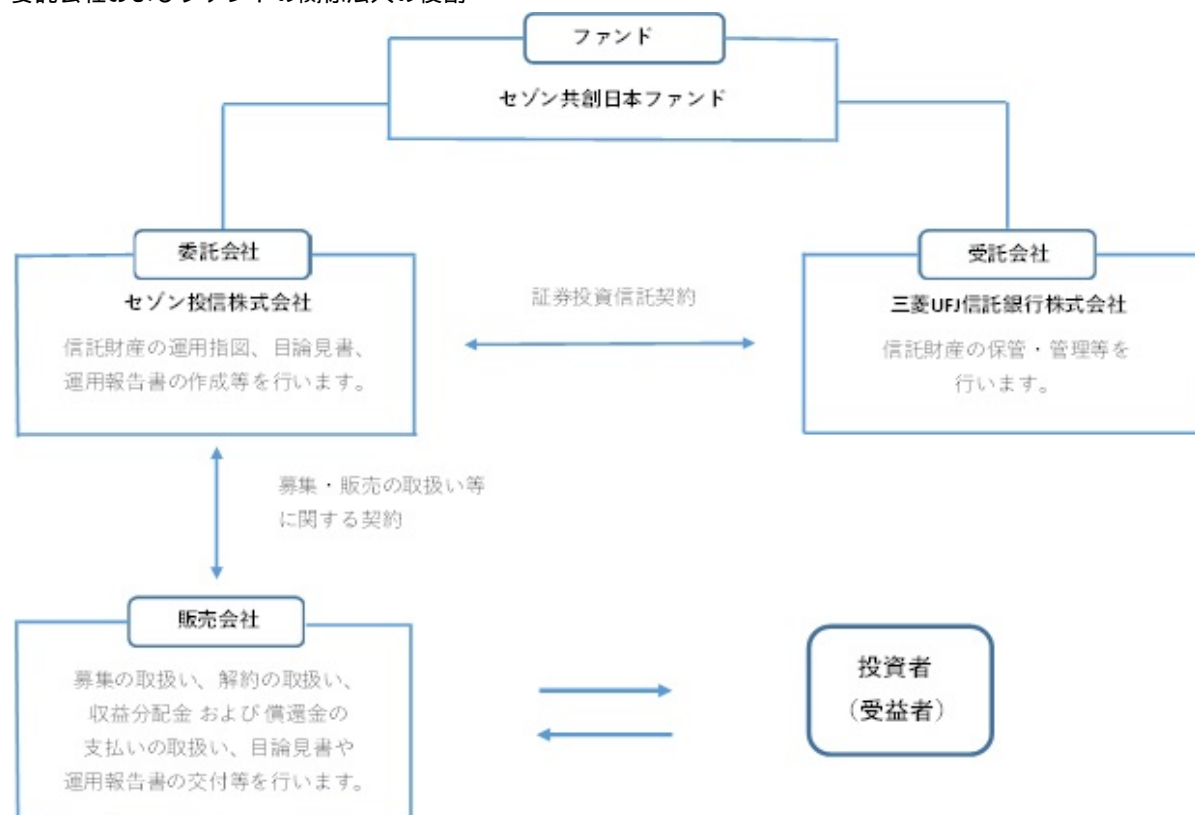 ファンド
セゾン共創日本ファンド
委託会社
セゾン投信株式会社
信託財産の運用指図、目論見書、
運用報告書の作成等を行います。
証券投資信託契約
受託会社
三菱UFJ信託銀行株式会社
信託財産の保管・管理等を
行います。
募集・販売の取扱い等
に関する契約
販売会社
募集の取扱い、解約の取扱い、
収益分配金 および 償還金の
支払いの取扱い、目論見書や
運用報告書の交付等を行います。
投資者
（受益者）